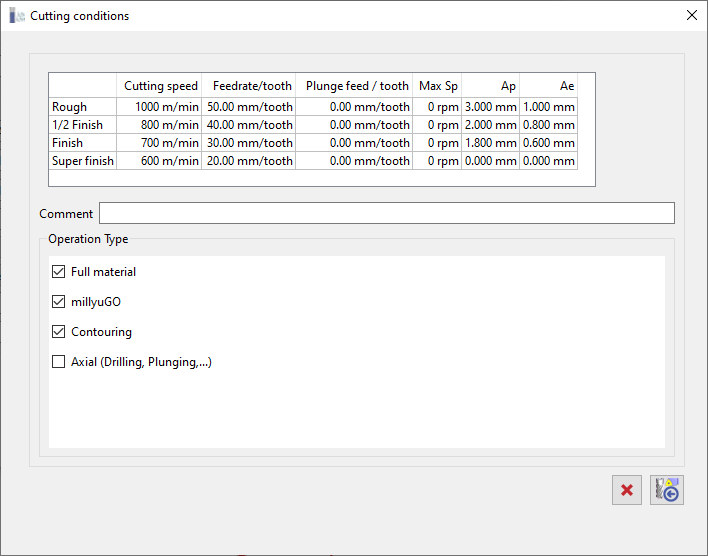 Cutting conditions
Cutting speed Feedrate/tooth Plunge feed / tooth Max Sp Ap Ae
Rough 1000 m/min 50.00 mm/tooth 0.00 mm/tooth 0 rpm 3.000 mm 1.000 mm
1/2 Finish 800 m/min 40.00 mm/tooth 0.00 mm/tooth 0 rpm 2.000 mm 0.800 mm
Finish 700 m/min 30.00 mm/tooth 0.00 mm/tooth 0 rpm 1.800 mm 0.600 mm
Super finish 600 m/min 20.00 mm/tooth 0.00 mm/tooth 0 rpm 0.000 mm 0.000 mm
Comment
Operation Type
Full material
millyuGO
Contouring
Axial (Drilling, Plunging,...)